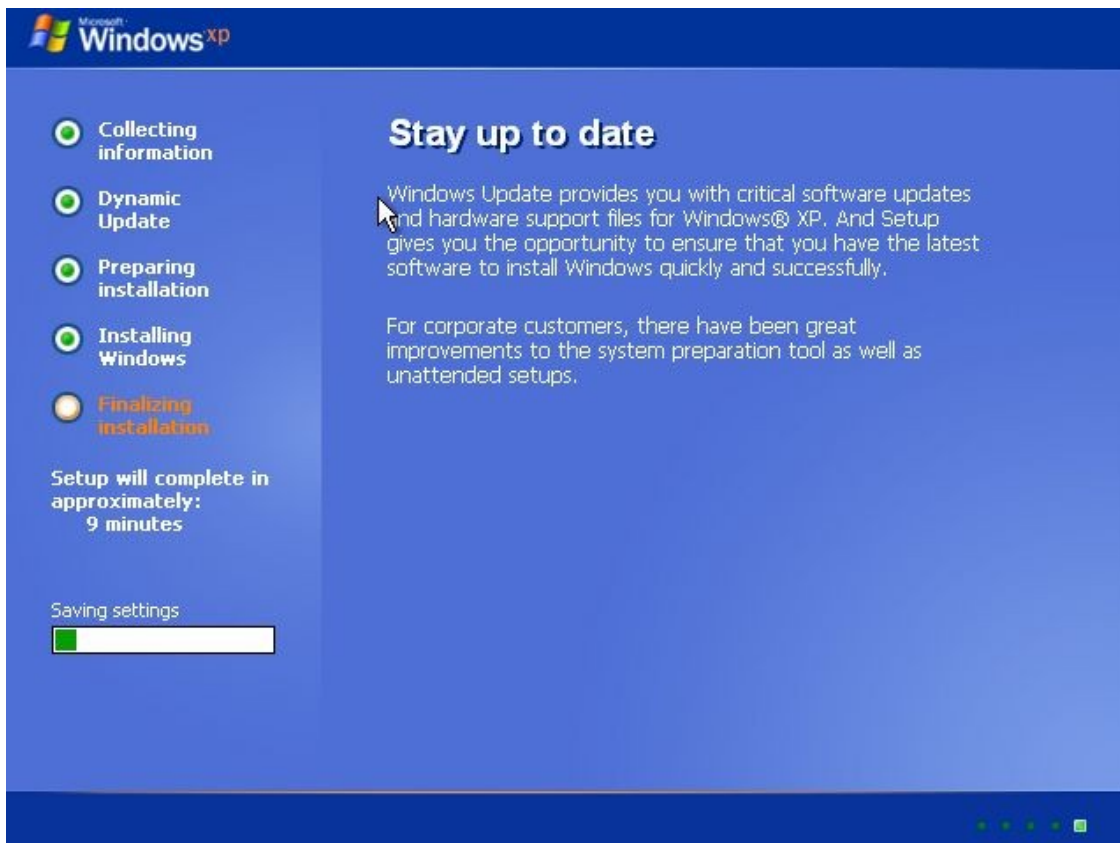 Microsoft
Windows xp
Collecting
information
Dynamic
Update
Preparing
installation
Installing
Windows
Finalizing
installation
Setup will complete in
approximately:
9 minutes
Saving settings
Stay up to date
Windows Update provides you with critical software updates
and hardware support files for Windows® XP. And Setup
gives you the opportunity to ensure that you have the latest
software to install Windows quickly and successfully.
For corporate customers, there have been great
improvements to the system preparation tool as well as
unattended setups.